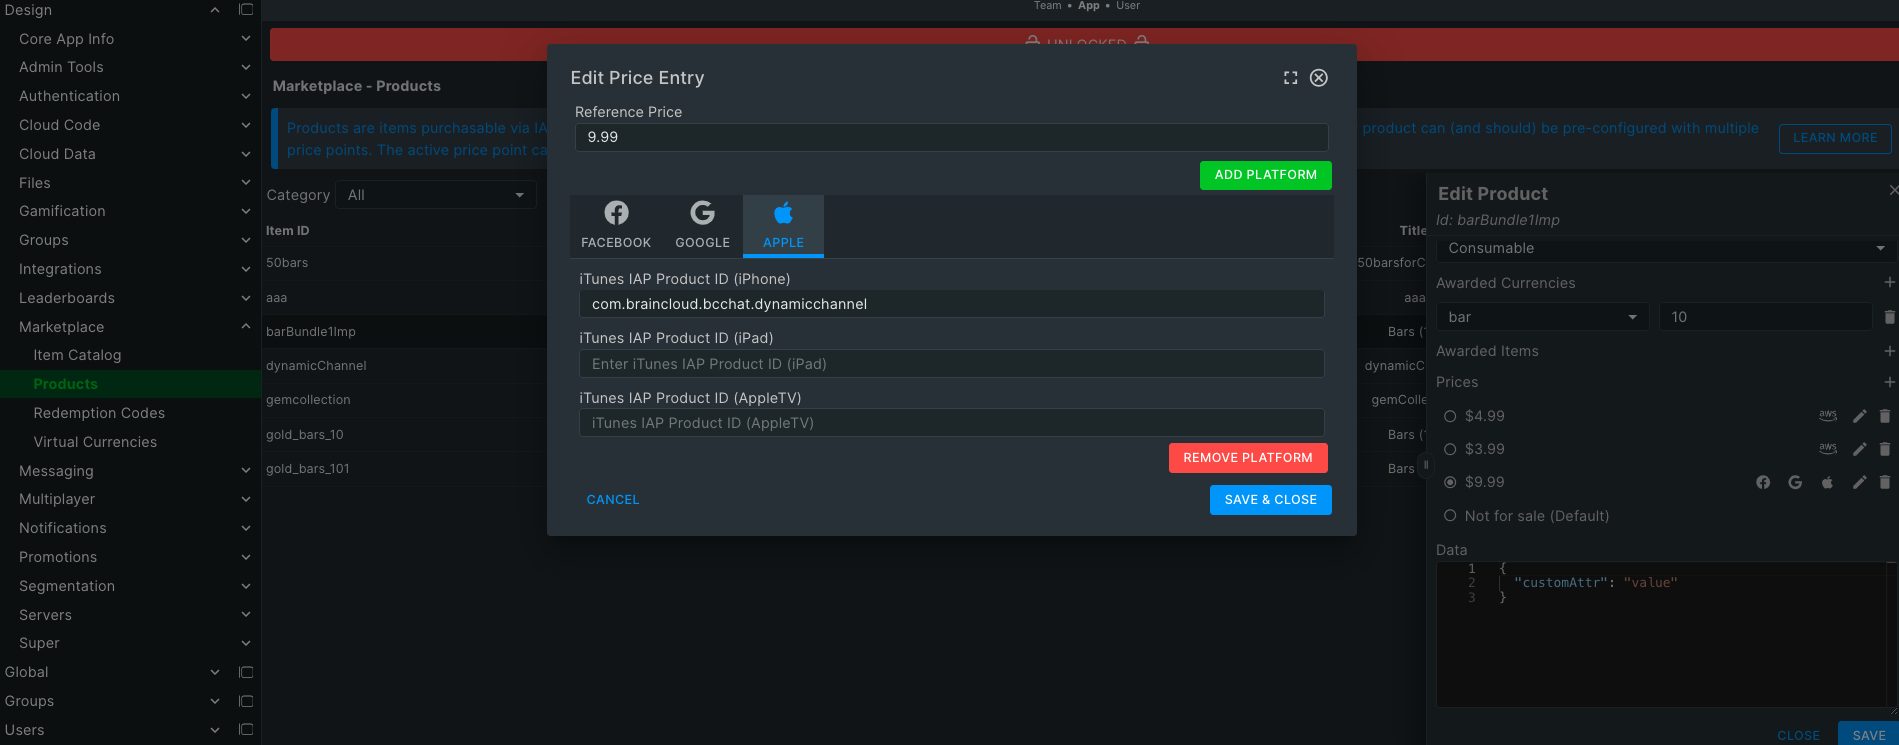 Team • App • User
Design
Core App Info
Admin Tools
Authentication
Cloud Code
Cloud Data
Files
Gamification
Groups
Integrations
Leaderboards
Marketplace
Item Catalog
Products
Redemption Codes
Virtual Currencies
Messaging
Multiplayer
Notifications
Promotions
Segmentation
Servers
Super
Global
Groups
Users
UNLOCKED
Marketplace - Products
Products are items purchasable via IA
product can (and should) be pre-configured with multiple
price points. The active price point ca
LEARN MORE
Category All
Item ID
Title
50bars
50barsforC
aaa
aaa
barBundle1Imp
Bars (1
dynamicChannel
dynamicC
gemcollection
gemColle
gold_bars_10
Bars (1
gold_bars_101
Bars
Edit Price Entry
Reference Price
9.99
ADD PLATFORM
FACEBOOK GOOGLE APPLE
iTunes IAP Product ID (iPhone)
com.braincloud.bcchat.dynamicchannel
iTunes IAP Product ID (iPad)
Enter iTunes IAP Product ID (iPad)
iTunes IAP Product ID (AppleTV)
iTunes IAP Product ID (AppleTV)
REMOVE PLATFORM
CANCEL
SAVE & CLOSE
Edit Product
Id: barBundle1Imp
Consumable
Awarded Currencies
bar 10
Awarded Items
Prices
$4.99 aws
$3.99 aws
$9.99
Not for sale (Default)
Data
1 {
2 "customAttr": "value"
3 }
CLOSE SAVE